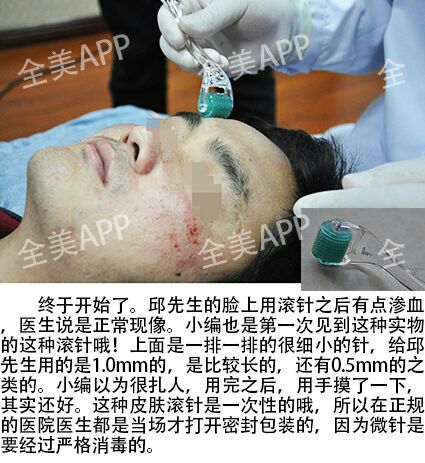 全美APP
全美APP
全美APP
全美APP
终于开始了。邱先生的脸上用滚针之后有点渗血
，医生说是正常现像。小编也是第一次见到这种实物
的这种滚针哦！上面是一排一排的很细小的针，给邱
先生用的是1.0mm的，是比较长的，还有0.5mm的之
类的。小编以为很扎人，用完之后，用手摸了一下，
其实还好。这种皮肤滚针是一次性的哦，所以在正规
的医院医生都是当场才打开密封包装的，因为微针是
要经过严格消毒的。